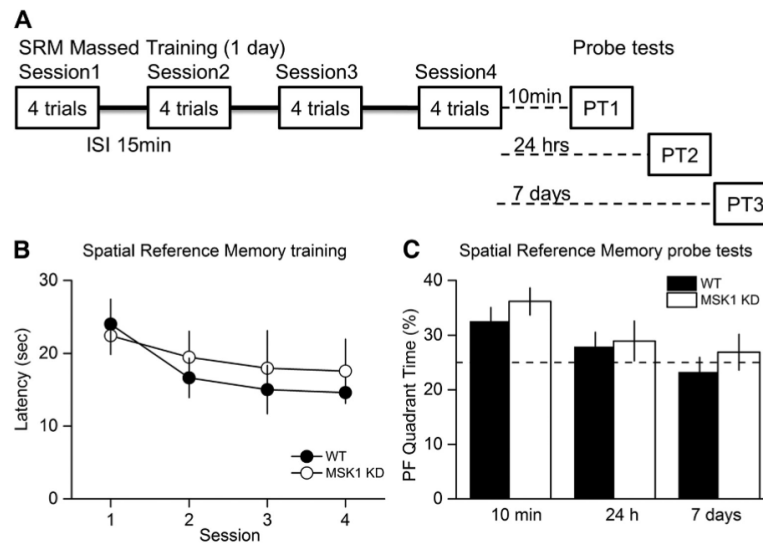 A
SRM Massed Training (1 day)
Probe tests
Session1 Session2 Session3 Session4
4 trials 4 trials 4 trials 4 trials 10min PT1
ISI 15min
24 hrs PT2
7 days PT3
B Spatial Reference Memory training
30
20
10
0
Latency (sec)
1 2 3 4
Session
WT
MSK1 KD
C Spatial Reference Memory probe tests
40
30
20
10
0
PF Quadrant Time (%)
WT
MSK1 KD
10 min 24 h 7 days